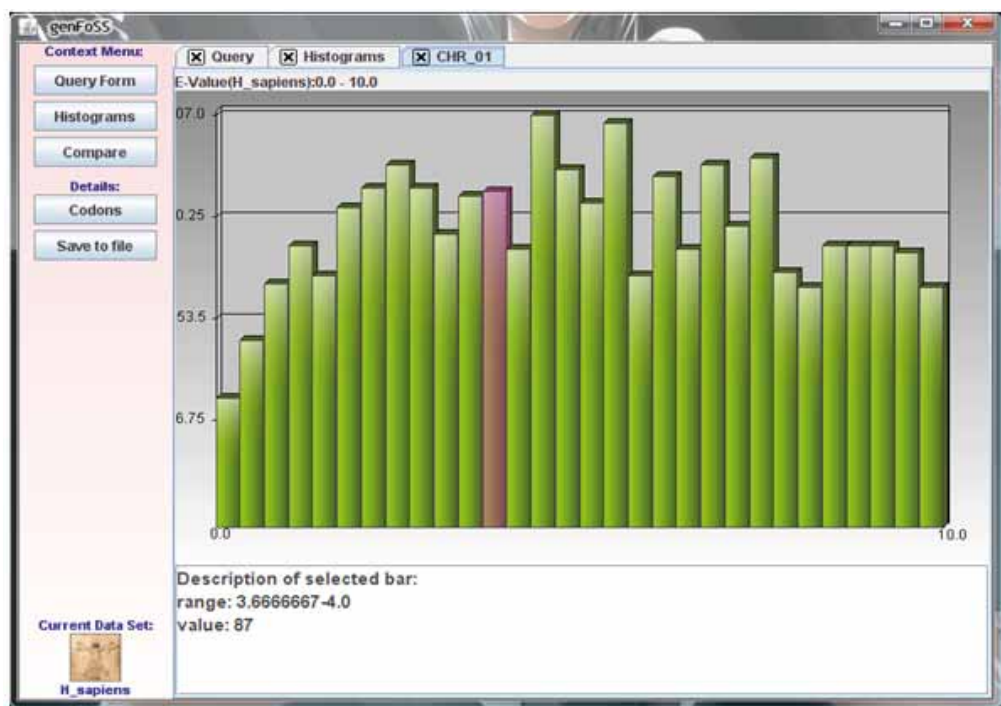 genFoSS
Context Menu:
Query Form
Histograms
Compare
Details:
Codons
Save to file
Current Data Set:
H_sapiens
Query
Histograms
CHR_01
E-Value(H_sapiens):0.0 - 10.0
07.0
0.25
53.5
6.75
0.0
10.0
Description of selected bar:
range: 3.6666667-4.0
value: 87